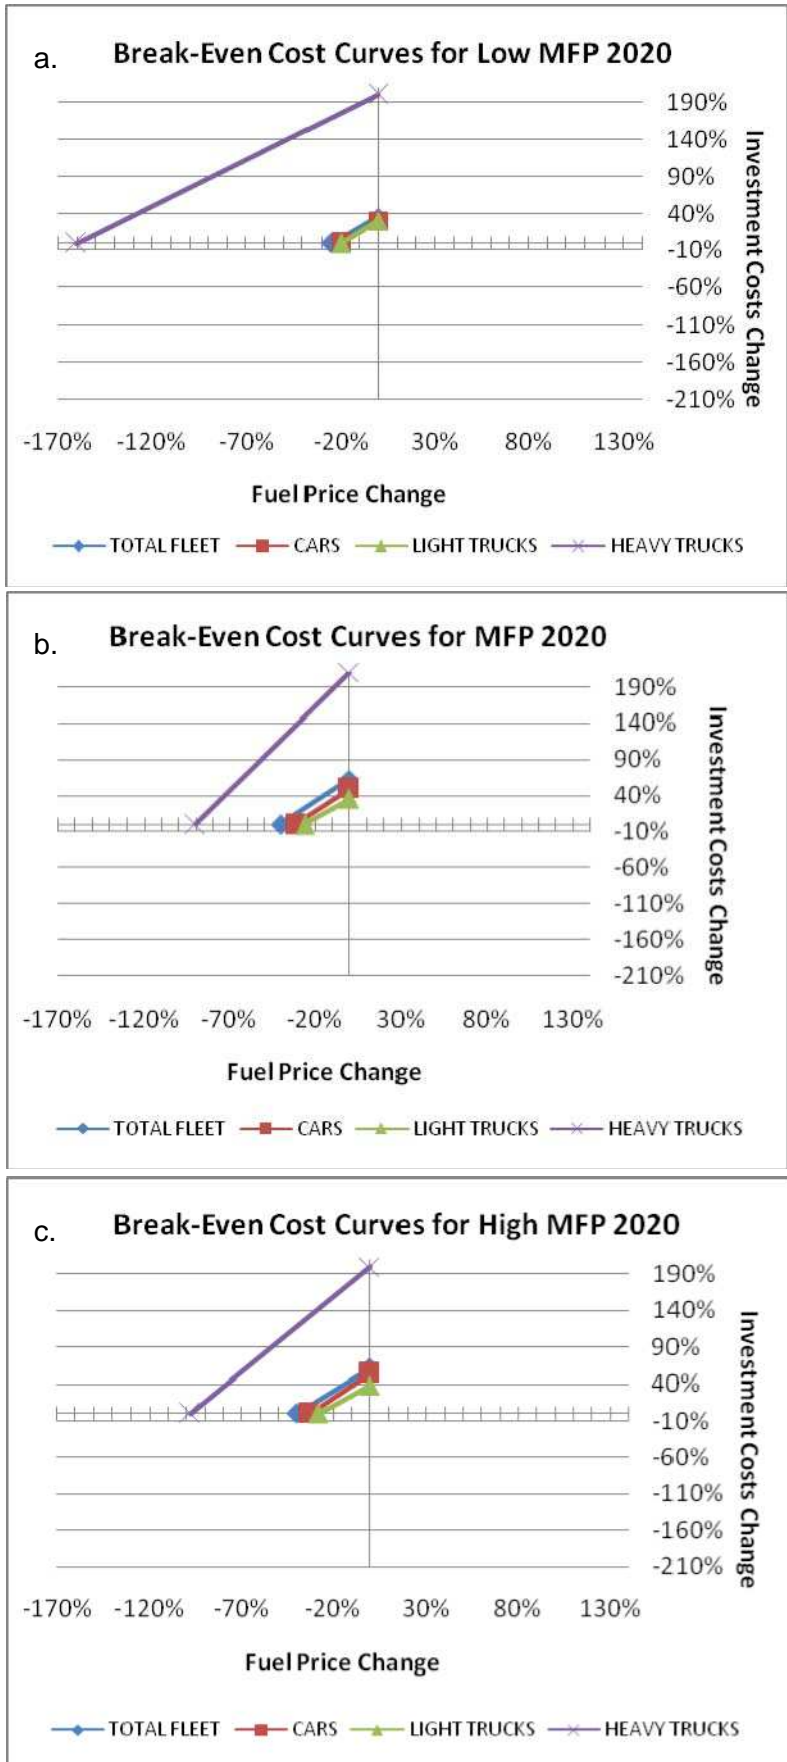 a.
Break-Even Cost Curves for Low MFP 2020
190%
140%
90%
40%
-10%
-60%
-110%
-160%
-210%
Investment Costs Change
-170% -120% -70% -20% 30% 80% 130%
Fuel Price Change
TOTAL FLEET CARS LIGHT TRUCKS HEAVY TRUCKS
b.
Break-Even Cost Curves for MFP 2020
190%
140%
90%
40%
-10%
-60%
-110%
-160%
-210%
Investment Costs Change
-170% -120% -70% -20% 30% 80% 130%
Fuel Price Change
TOTAL FLEET CARS LIGHT TRUCKS HEAVY TRUCKS
c.
Break-Even Cost Curves for High MFP 2020
190%
140%
90%
40%
-10%
-60%
-110%
-160%
-210%
Investment Costs Change
-170% -120% -70% -20% 30% 80% 130%
Fuel Price Change
TOTAL FLEET CARS LIGHT TRUCKS HEAVY TRUCKS